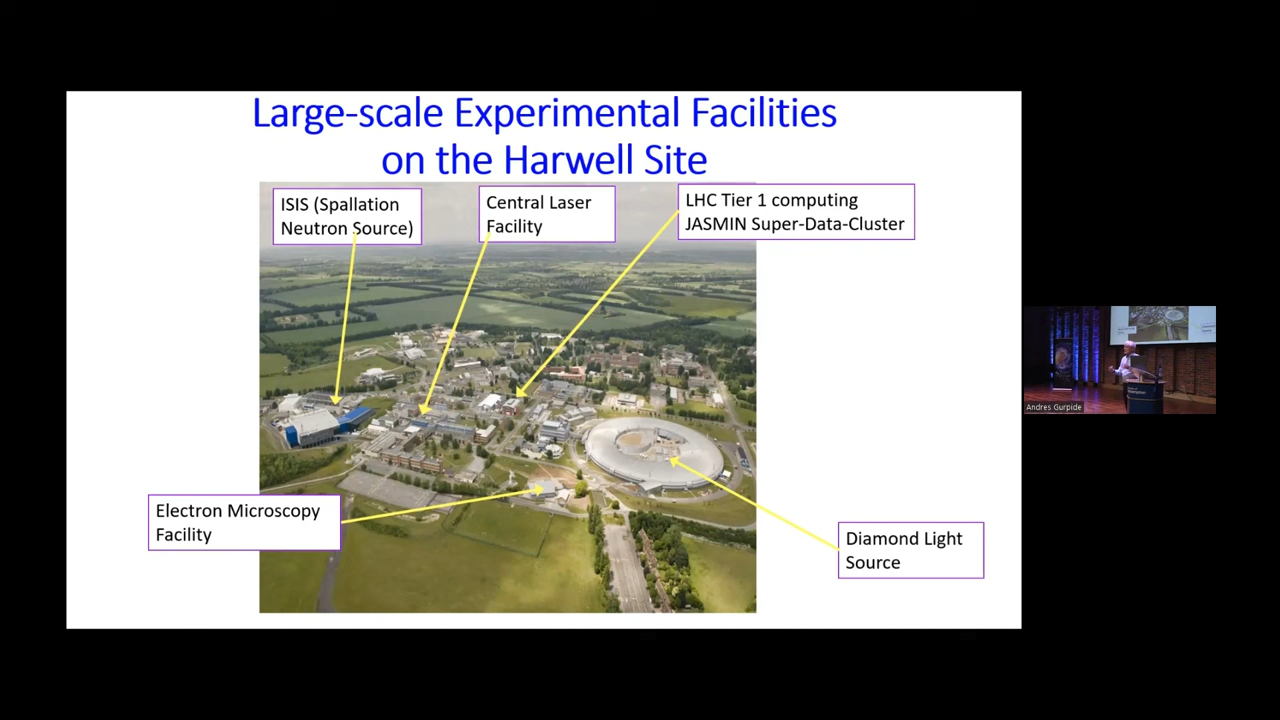 Large-scale Experimental Facilities
on the Harwell Site
ISIS (Spallation
Neutron Source)
Central Laser
Facility
LHC Tier 1 computing
JASMIN Super-Data-Cluster
Electron Microscopy
Facility
Diamond Light
Source
Andres Gurpide